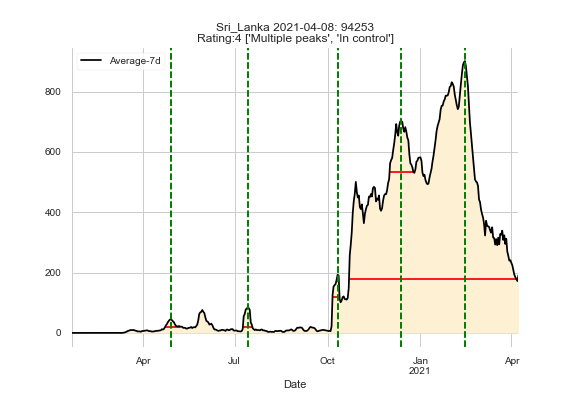 Sri_Lanka 2021-04-08: 94253
Rating:4 ['Multiple peaks', 'In control']
Average-7d
800
600
400
200
0
Apr
Jul
Oct
Jan
2021
Apr
Date